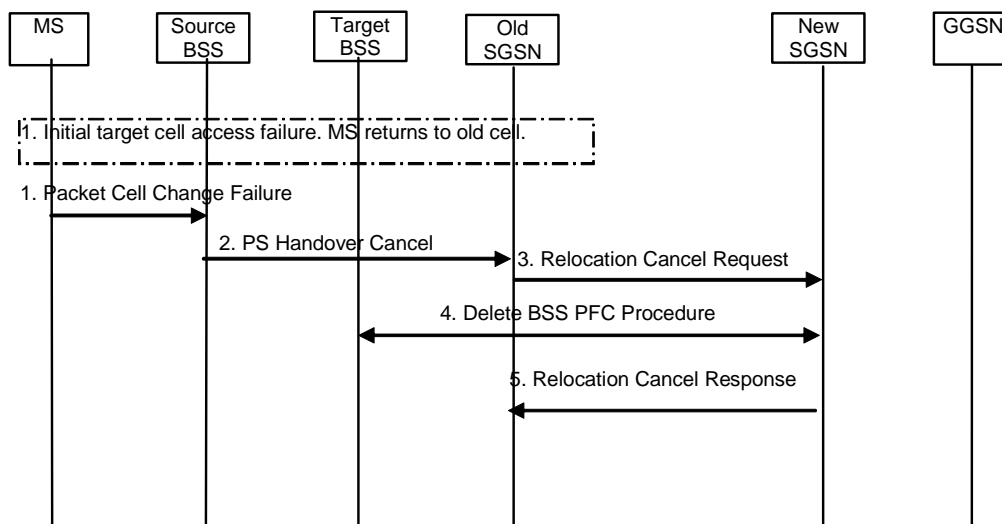 MS
Source
BSS
Target
BSS
Old
SGSN
New
SGSN
GGSN
1. Initial target cell access failure. MS returns to old cell.
1. Packet Cell Change Failure
2. PS Handover Cancel
3. Relocation Cancel Request
4. Delete BSS PFC Procedure
5. Relocation Cancel Response